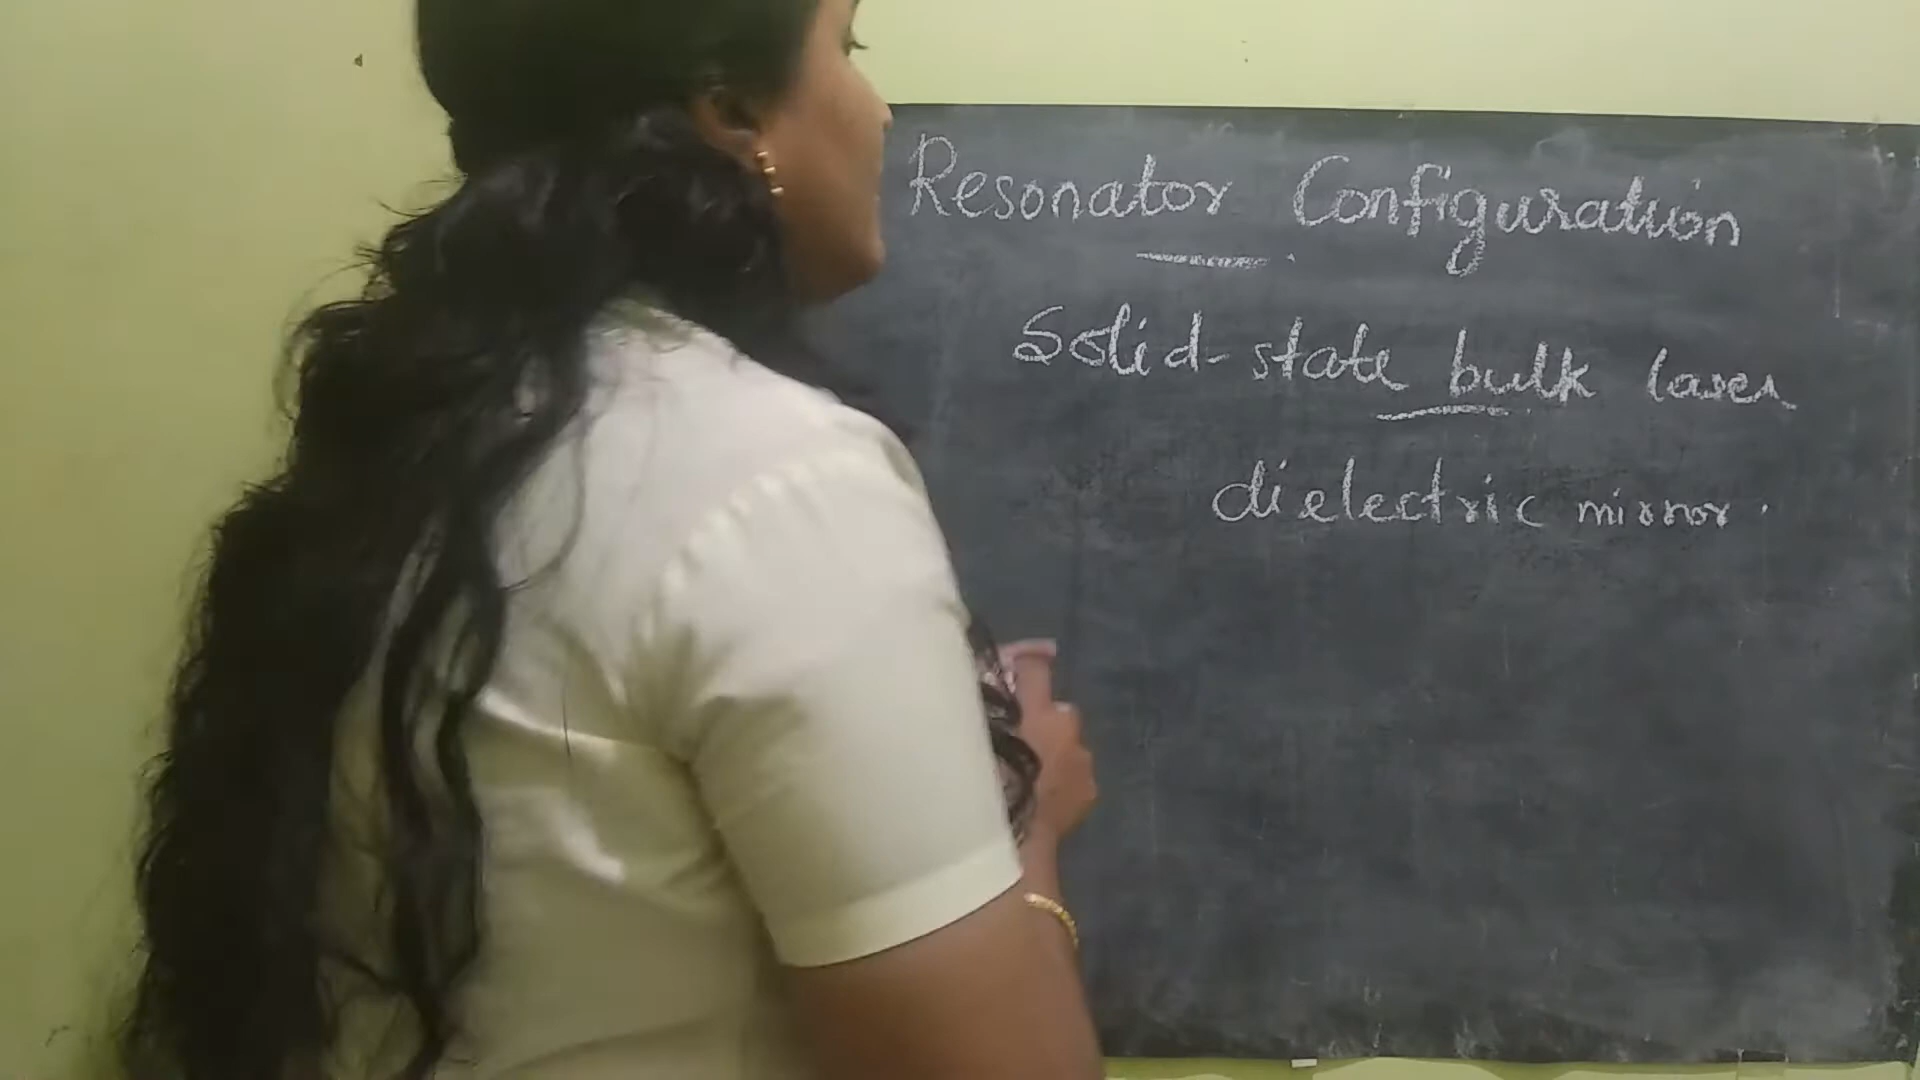 Resonator Configuration
Solid-state bulk laser
dielectric mirror.